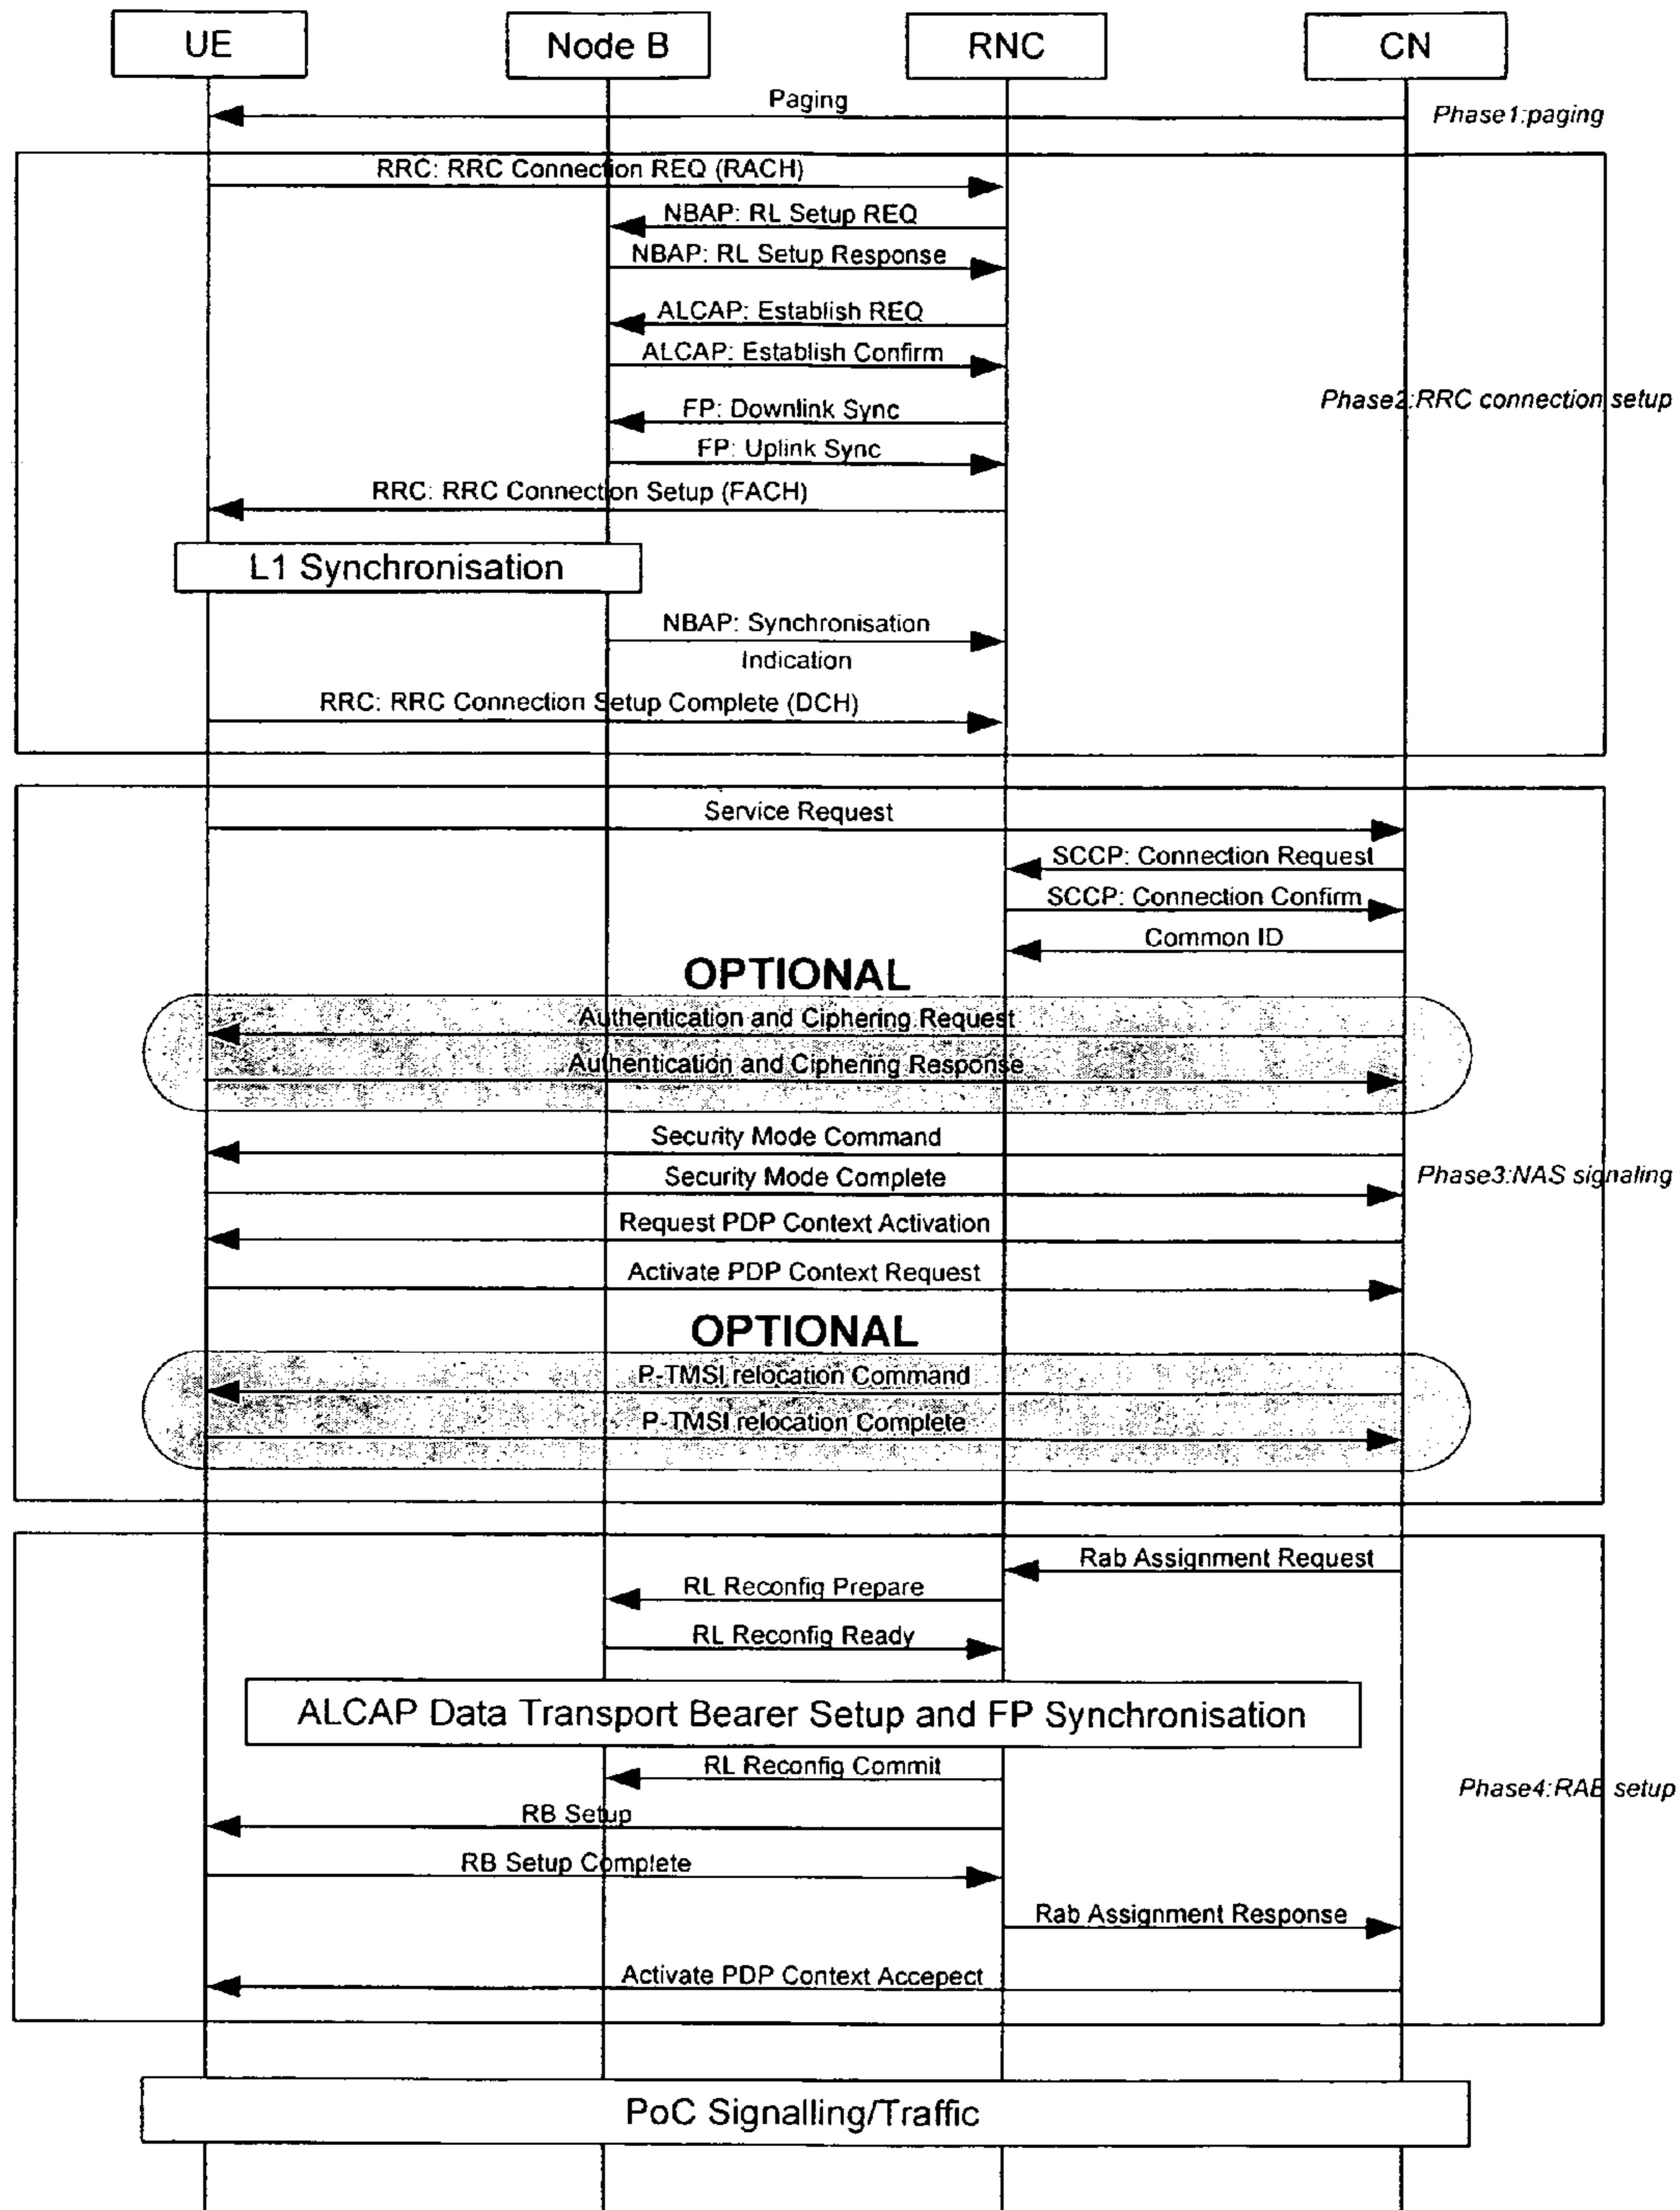 UE
Node B
RNC
CN
Paging
Phase1:paging
RRC: RRC Connection REQ (RACH)
NBAP: RL Setup REQ
NBAP: RL Setup Response
ALCAP: Establish REQ
ALCAP: Establish Confirm
Phase2:RRC connection setup
FP: Downlink Sync
FP: Uplink Sync
RRC: RRC Connection Setup (FACH)
L1 Synchronisation
NBAP: Synchronisation
Indication
RRC: RRC Connection Setup Complete (DCH)
Service Request
SCCP: Connection Request
SCCP: Connection Confirm
Common ID
OPTIONAL
Authentication and Ciphering Request
Authentication and Ciphering Response
Security Mode Command
Security Mode Complete
Phase3:NAS signaling
Request PDP Context Activation
Activate PDP Context Request
OPTIONAL
P-TMSI relocation Command
P-TMSI relocation Complete
Rab Assignment Request
RL Reconfig Prepare
RL Reconfig Ready
ALCAP Data Transport Bearer Setup and FP Synchronisation
RL Reconfig Commit
Phase4:RAB setup
RB Setup
RB Setup Complete
Rab Assignment Response
Activate PDP Context Accepect
PoC Signalling/Traffic